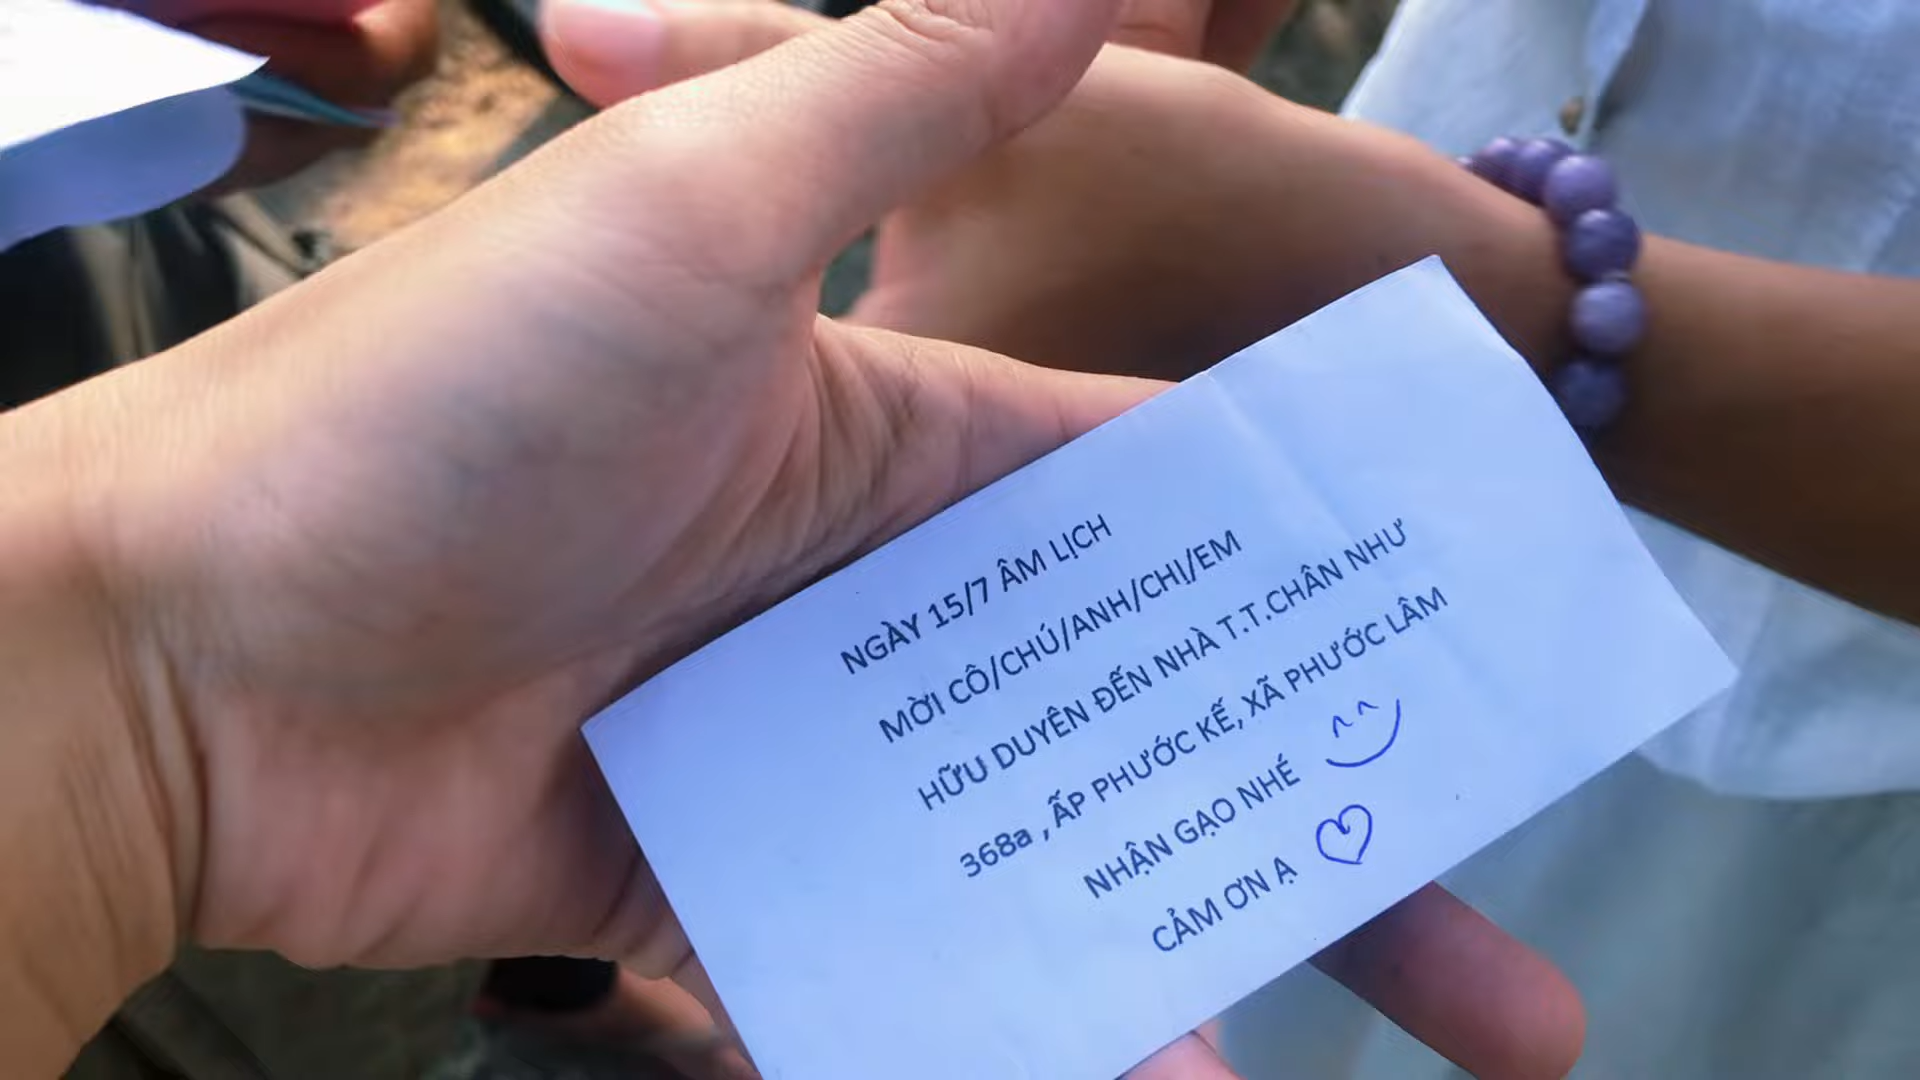 NGÀY 15/7 ÂM LỊCH
MỜI CÔ/CHÚ/ANH/CHỊ/EM
HỮU DUYÊN ĐẾN NHÀ T.T.CHÂN NHƯ
368a , ẤP PHƯỚC KẾ, XÃ PHƯỚC LÂM
NHẬN GẠO NHÉ
CẢM ƠN Ạ